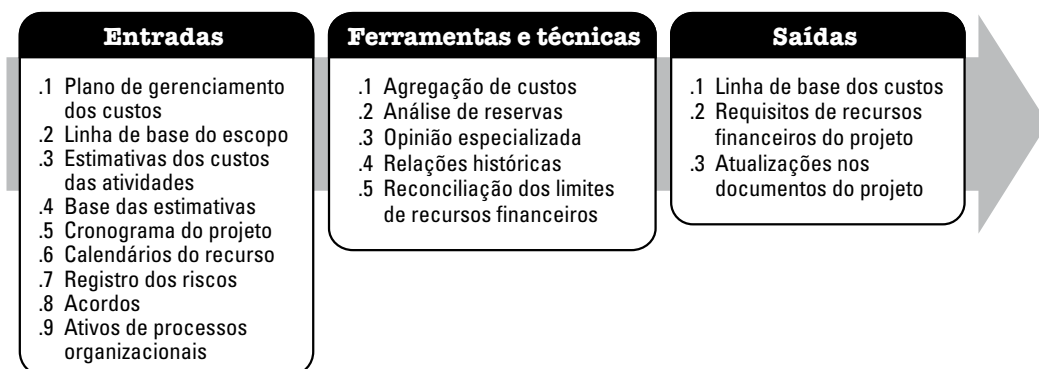 Entradas
.1 Plano de gerenciamento
dos custos
.2 Linha de base do escopo
.3 Estimativas dos custos
das atividades
.4 Base das estimativas
.5 Cronograma do projeto
.6 Calendários do recurso
.7 Registro dos riscos
.8 Acordos
.9 Ativos de processos
organizacionais
Ferramentas e técnicas
.1 Agregação de custos
.2 Análise de reservas
.3 Opinião especializada
.4 Relações históricas
.5 Reconciliação dos limites
de recursos financeiros
Saídas
.1 Linha de base dos custos
.2 Requisitos de recursos
financeiros do projeto
.3 Atualizações nos
documentos do projeto